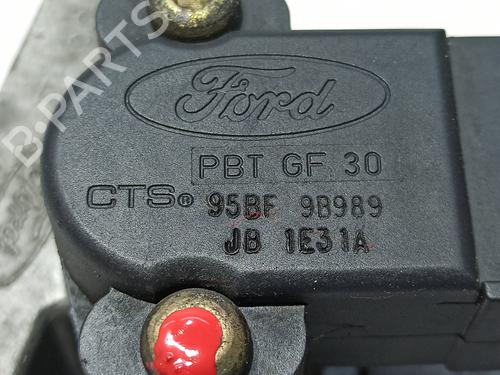 B-PARTS
Ford
PBT GF 30
CTS® 95BF 9B989
JB 1E31A